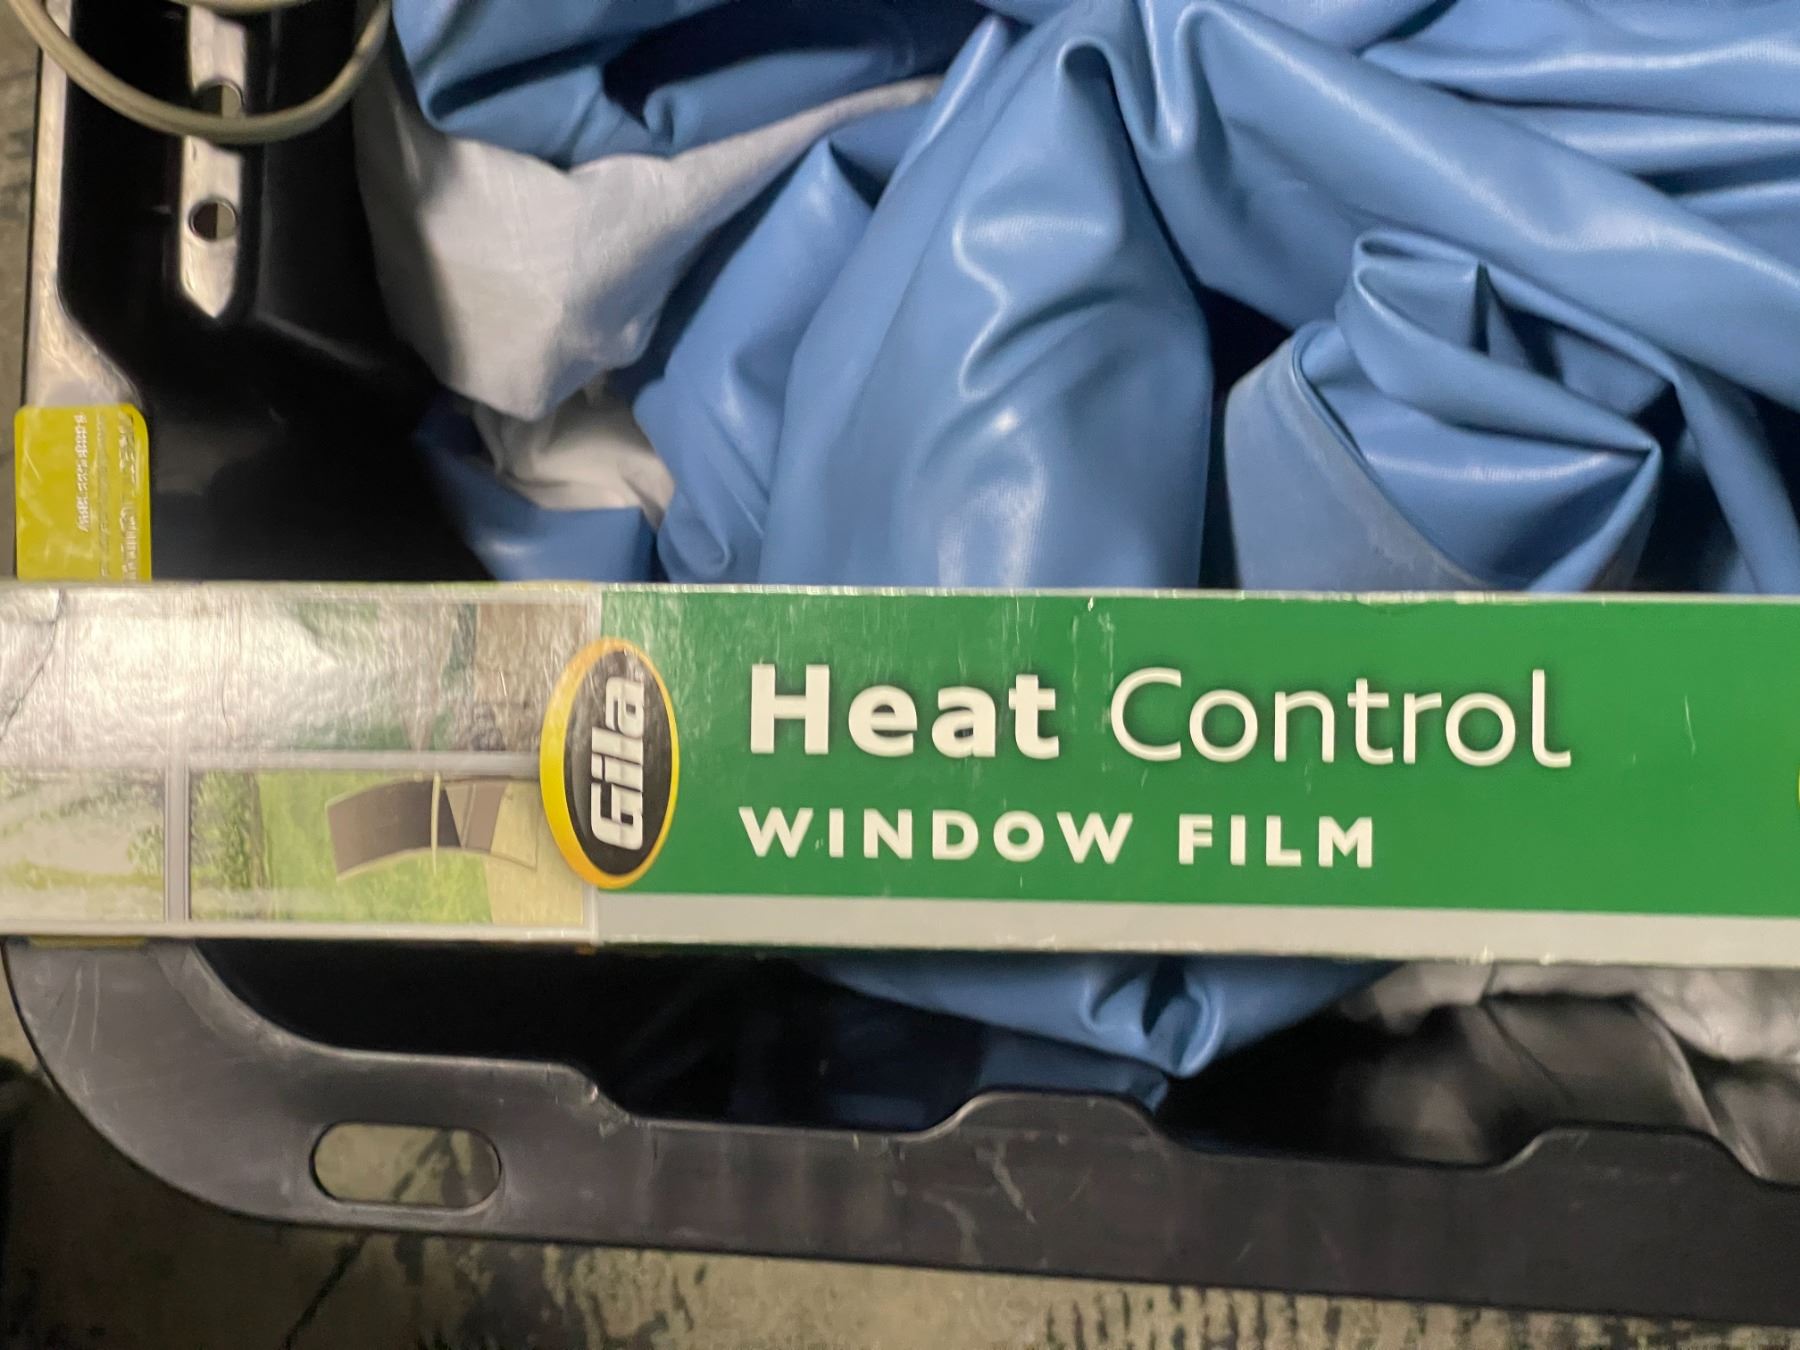 Gila
Heat Control
WINDOW FILM